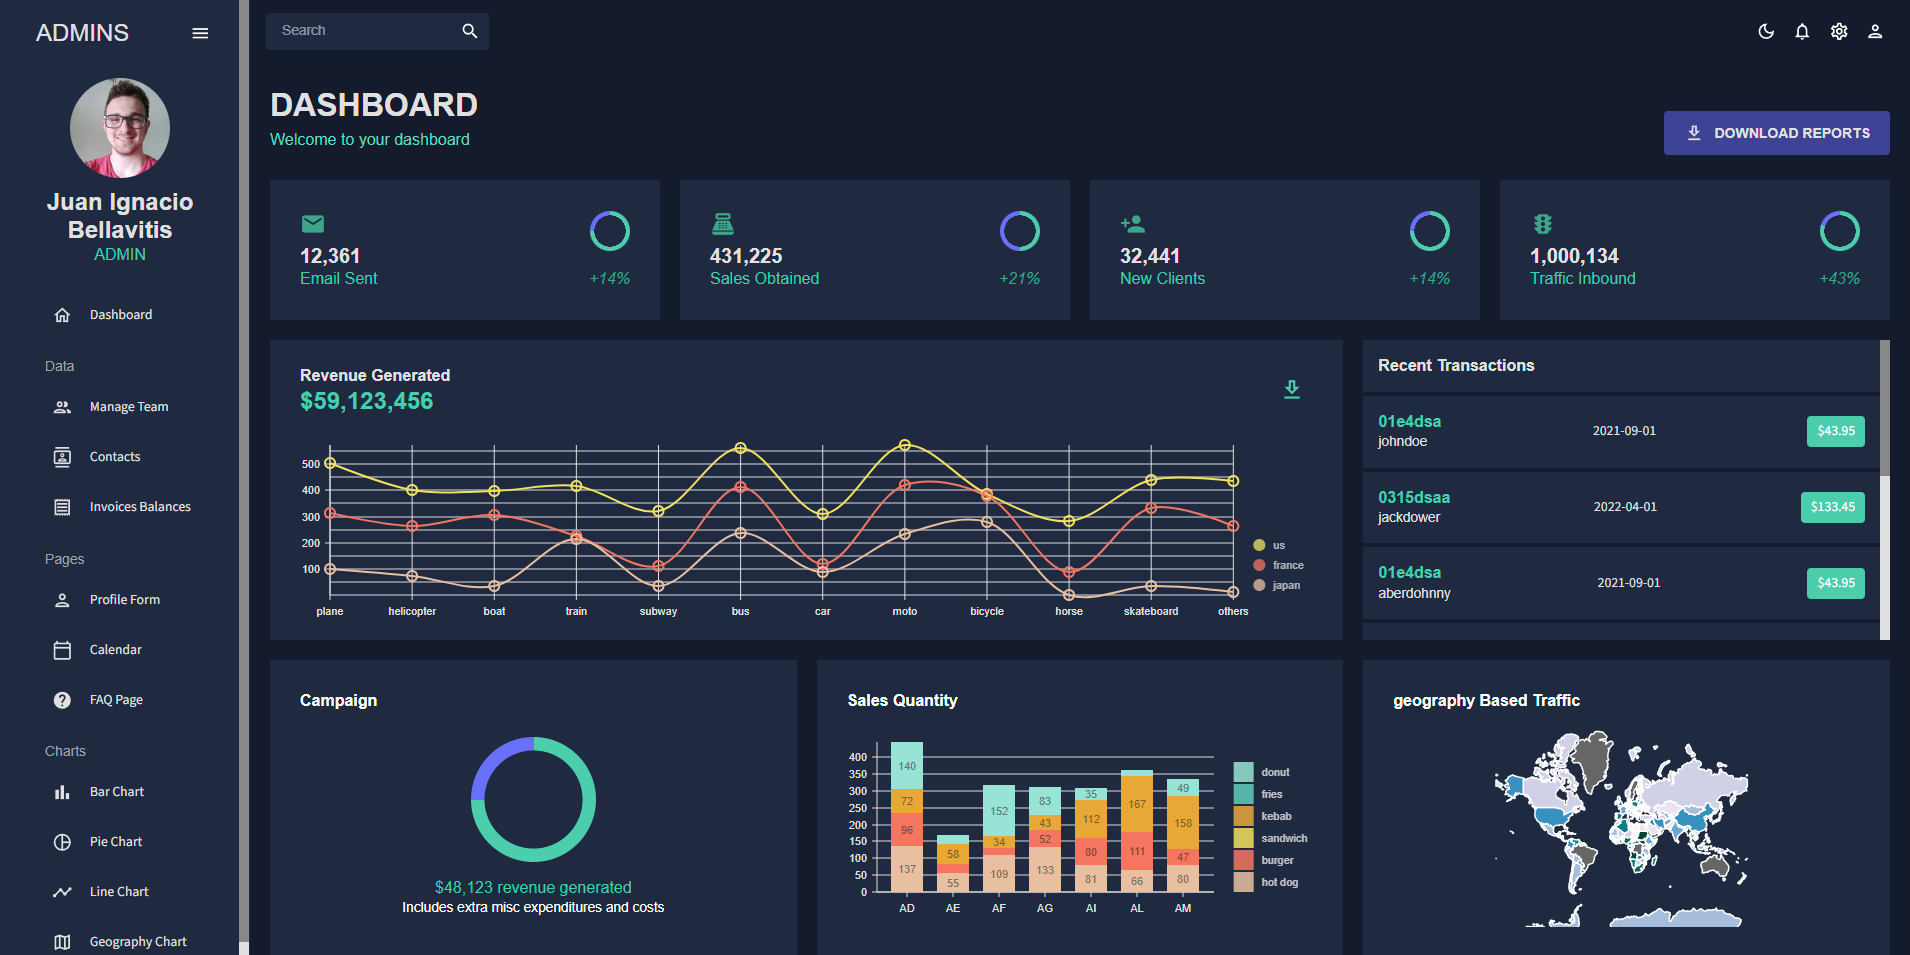 ADMINS
Search
Juan Ignacio
Bellavitis
ADMIN
Dashboard
Data
Manage Team
Contacts
Invoices Balances
Pages
Profile Form
Calendar
FAQ Page
Charts
Bar Chart
Pie Chart
Line Chart
Geography Chart
DASHBOARD
Welcome to your dashboard
DOWNLOAD REPORTS
12,361
Email Sent
+14%
431,225
Sales Obtained
+21%
32,441
New Clients
+14%
1,000,134
Traffic Inbound
+43%
Revenue Generated
$59,123,456
500
400
300
200
100
plane helicopter boat train subway bus car moto bicycle horse skateboard others
us
france
japan
Recent Transactions
01e4dsa
johndoe
2021-09-01
$43.95
0315dsaa
jackdower
2022-04-01
$133.45
01e4dsa
aberdohnny
2021-09-01
$43.95
Campaign
$48,123 revenue generated
Includes extra misc expenditures and costs
Sales Quantity
400
350
300
250
200
150
100
50
0
140
72
96
137
58
55
152
34
109
83
43
52
133
35
112
80
81
167
111
66
49
158
47
80
AD AE AF AG AI AL AM
donut
fries
kebab
sandwich
burger
hot dog
geography Based Traffic